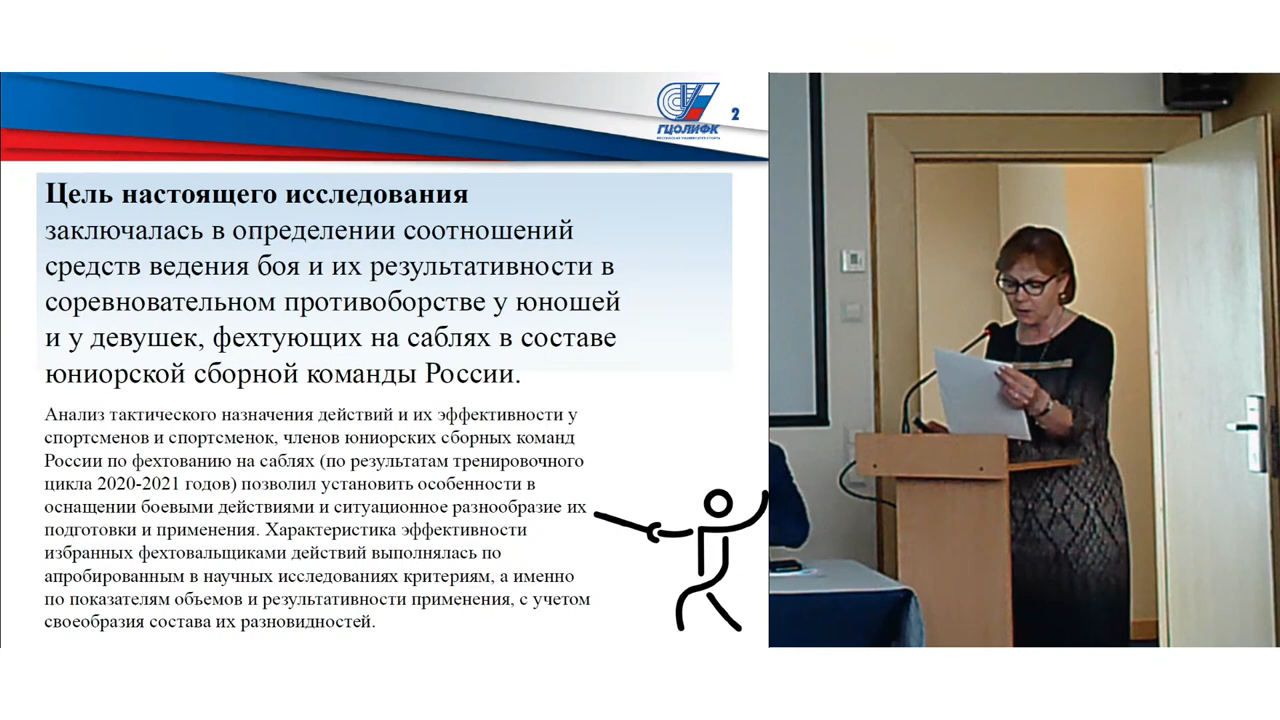 ГЦОЛИФК
2
Цель настоящего исследования
заключалась в определении соотношений
средств ведения боя и их результативности в
соревновательном противоборстве у юношей
и у девушек, фехтующих на саблях в составе
юниорской сборной команды России.
Анализ тактического назначения действий и их эффективности у
спортсменов и спортсменок, членов юниорских сборных команд
России по фехтованию на саблях (по результатам тренировочного
цикла 2020-2021 годов) позволил установить особенности в
оснащении боевыми действиями и ситуационное разнообразие их
подготовки и применения. Характеристика эффективности
избранных фехтовальщиками действий выполнялась по
апробированным в научных исследованиях критериям, а именно
по показателям объемов и результативности применения, с учетом
своеобразия состава их разновидностей.